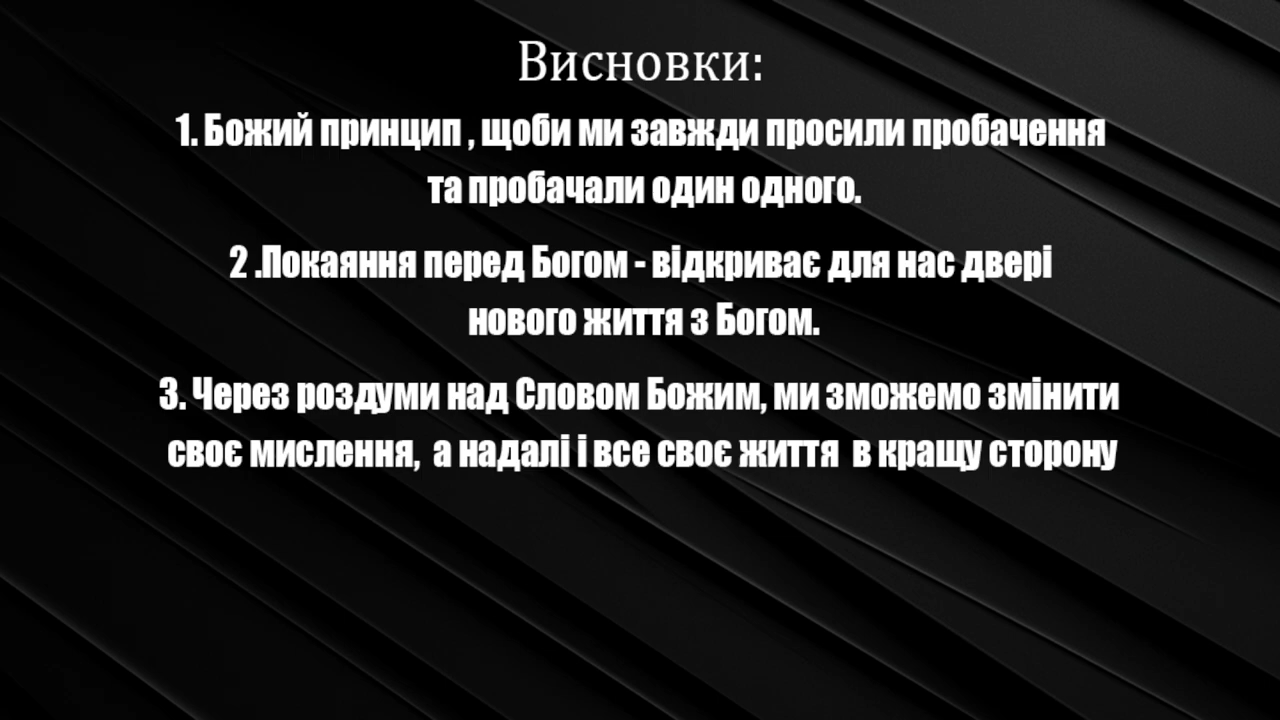 Висновки:
1. Божий принцип , щоби ми завжди просили пробачення
та пробачали один одного.
2 .Покаяння перед Богом - відкриває для нас двері
нового життя з Богом.
3. Через роздуми над Словом Божим, ми зможемо змінити
своє мислення,  а надалі і все своє життя  в кращу сторону